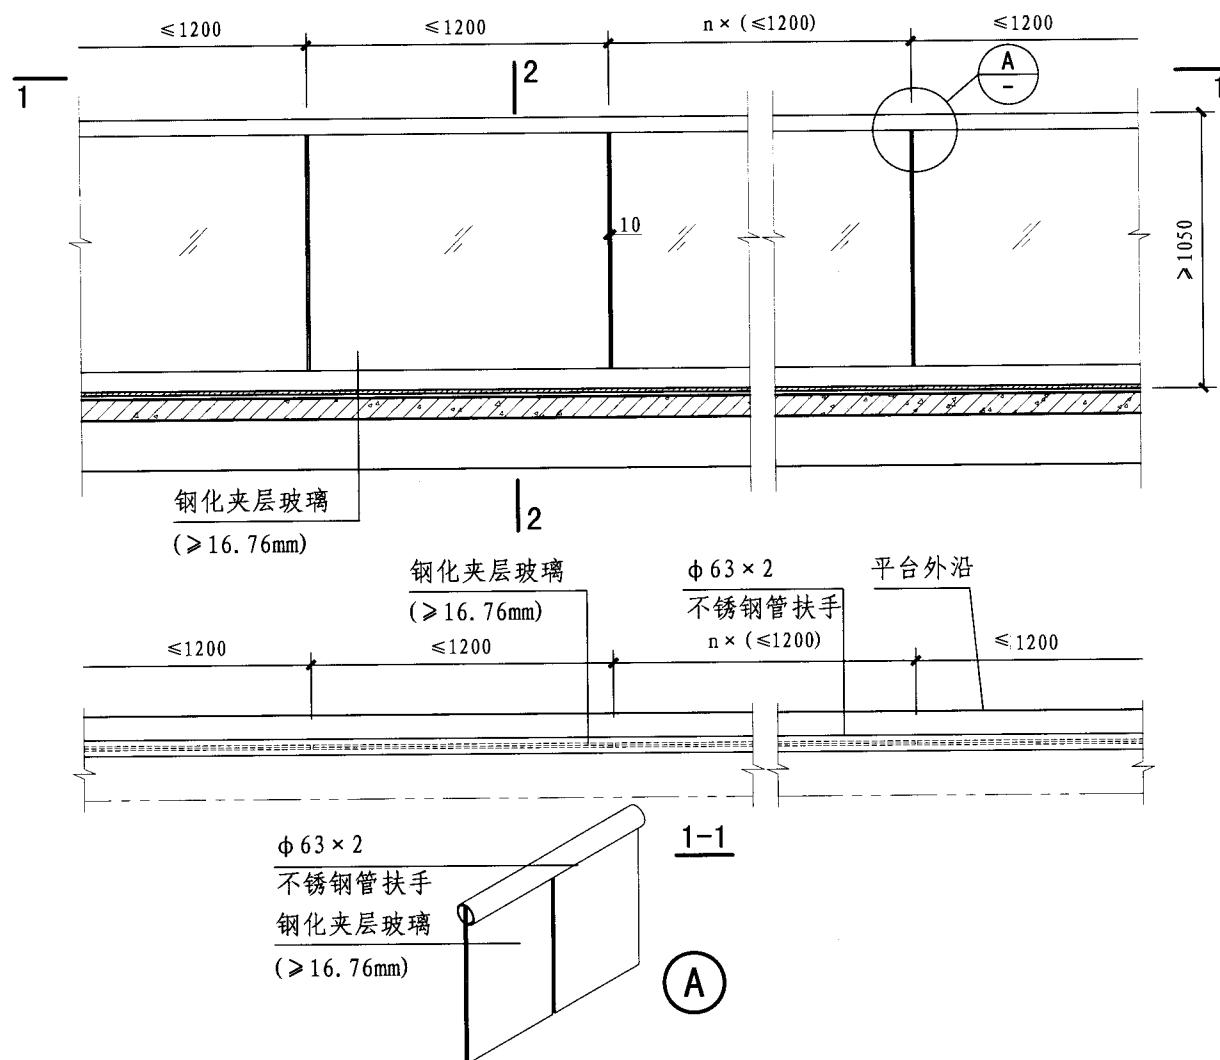 ≤1200
≤1200
n×(≤1200)
≤1200
A
-
1
2
1
10
≥1050
钢化夹层玻璃
(≥16.76mm)
2
钢化夹层玻璃
(≥16.76mm)
φ63×2
不锈钢管扶手
平台外沿
≤1200
≤1200
n×(≤1200)
≤1200
1-1
φ63×2
不锈钢管扶手
钢化夹层玻璃
(≥16.76mm)
A